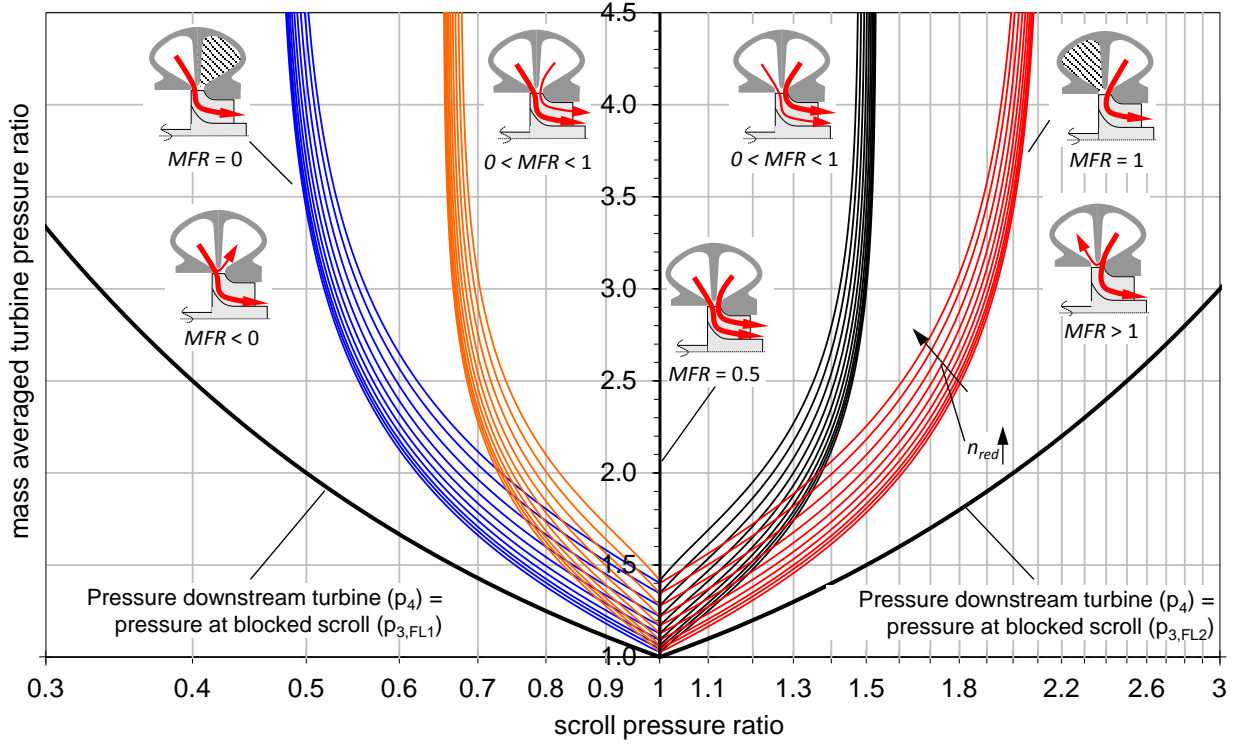 mass averaged turbine pressure ratio
4.5
4.0
3.5
3.0
2.5
2.0
1.5
1.0
MFR = 0
0 < MFR < 1
0 < MFR < 1
MFR = 1
MFR < 0
MFR = 0.5
MFR > 1
n_red
Pressure downstream turbine (p₄) =
pressure at blocked scroll (p₃,FL1)
Pressure downstream turbine (p₄) =
pressure at blocked scroll (p₃,FL2)
0.3 0.4 0.5 0.6 0.7 0.8 0.9 1 1.1 1.3 1.5 1.8 2.2 2.6 3
scroll pressure ratio